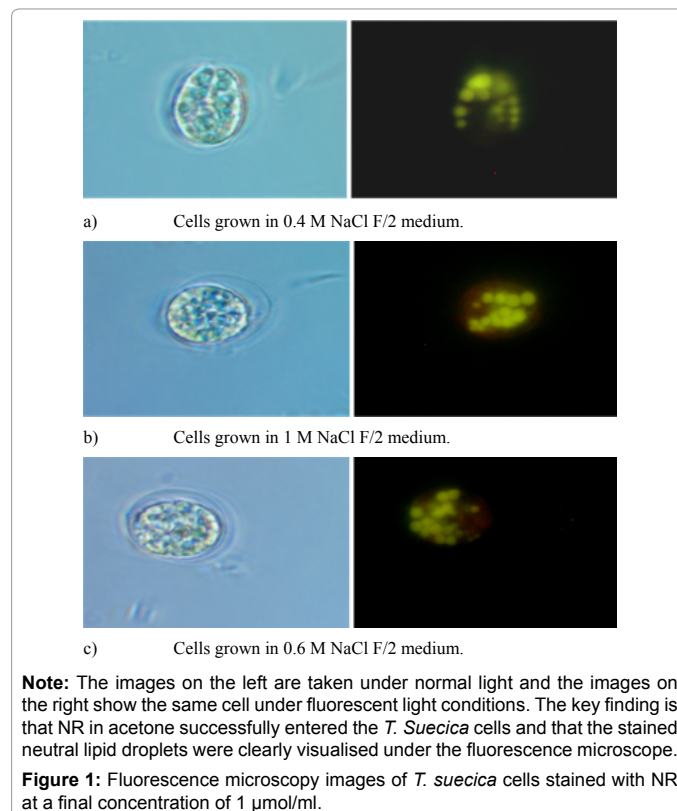 a) Cells grown in 0.4 M NaCl F/2 medium.
b) Cells grown in 1 M NaCl F/2 medium.
c) Cells grown in 0.6 M NaCl F/2 medium.
Note: The images on the left are taken under normal light and the images on
the right show the same cell under fluorescent light conditions. The key finding is
that NR in acetone successfully entered the T. Suecica cells and that the stained
neutral lipid droplets were clearly visualised under the fluorescence microscope.
Figure 1: Fluorescence microscopy images of T. suecica cells stained with NR
at a final concentration of 1 µmol/ml.